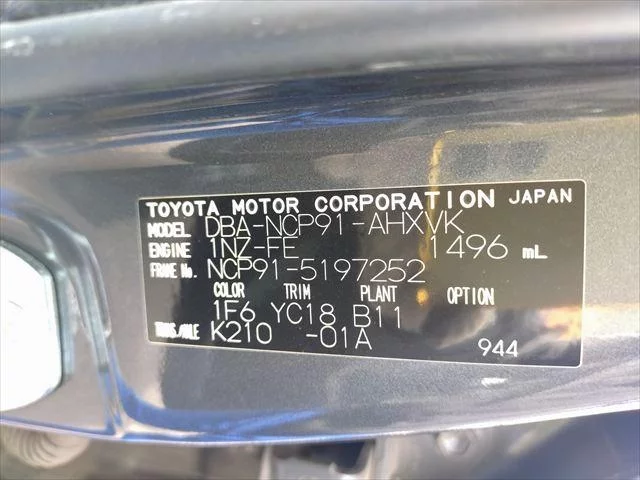 TOYOTA MOTOR CORPORATION JAPAN
MODEL DBA-NCP91-AHXVK
ENGINE 1NZ-FE 1496 mL
FRAME No. NCP91-5197252
COLOR TRIM PLANT OPTION
1F6 YC18 B11
TRANS/AXLE K210 -01A
944